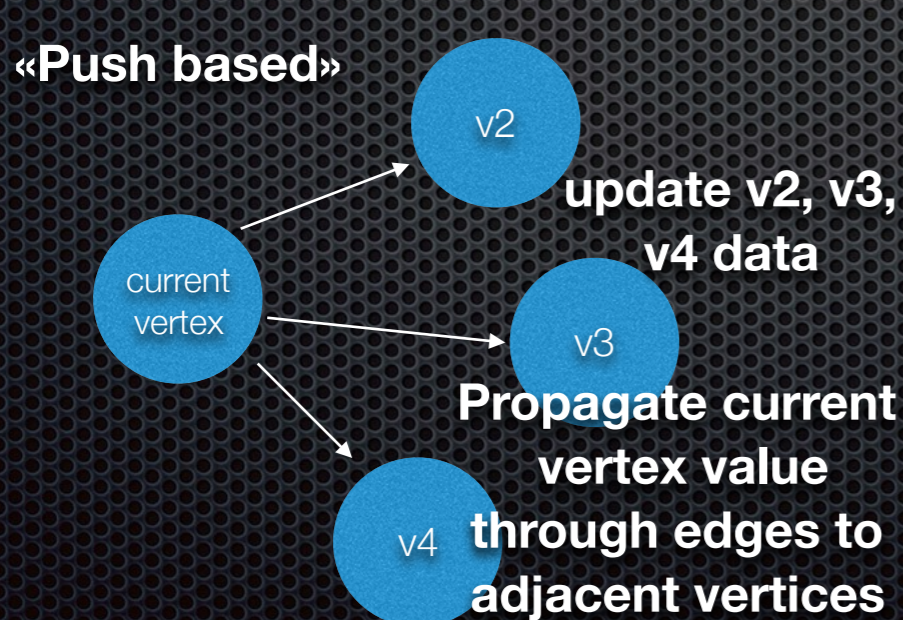 «Push based»
v2
update v2, v3,
v4 data
current
vertex
v3
Propagate current
vertex value
through edges to
adjacent vertices
v4